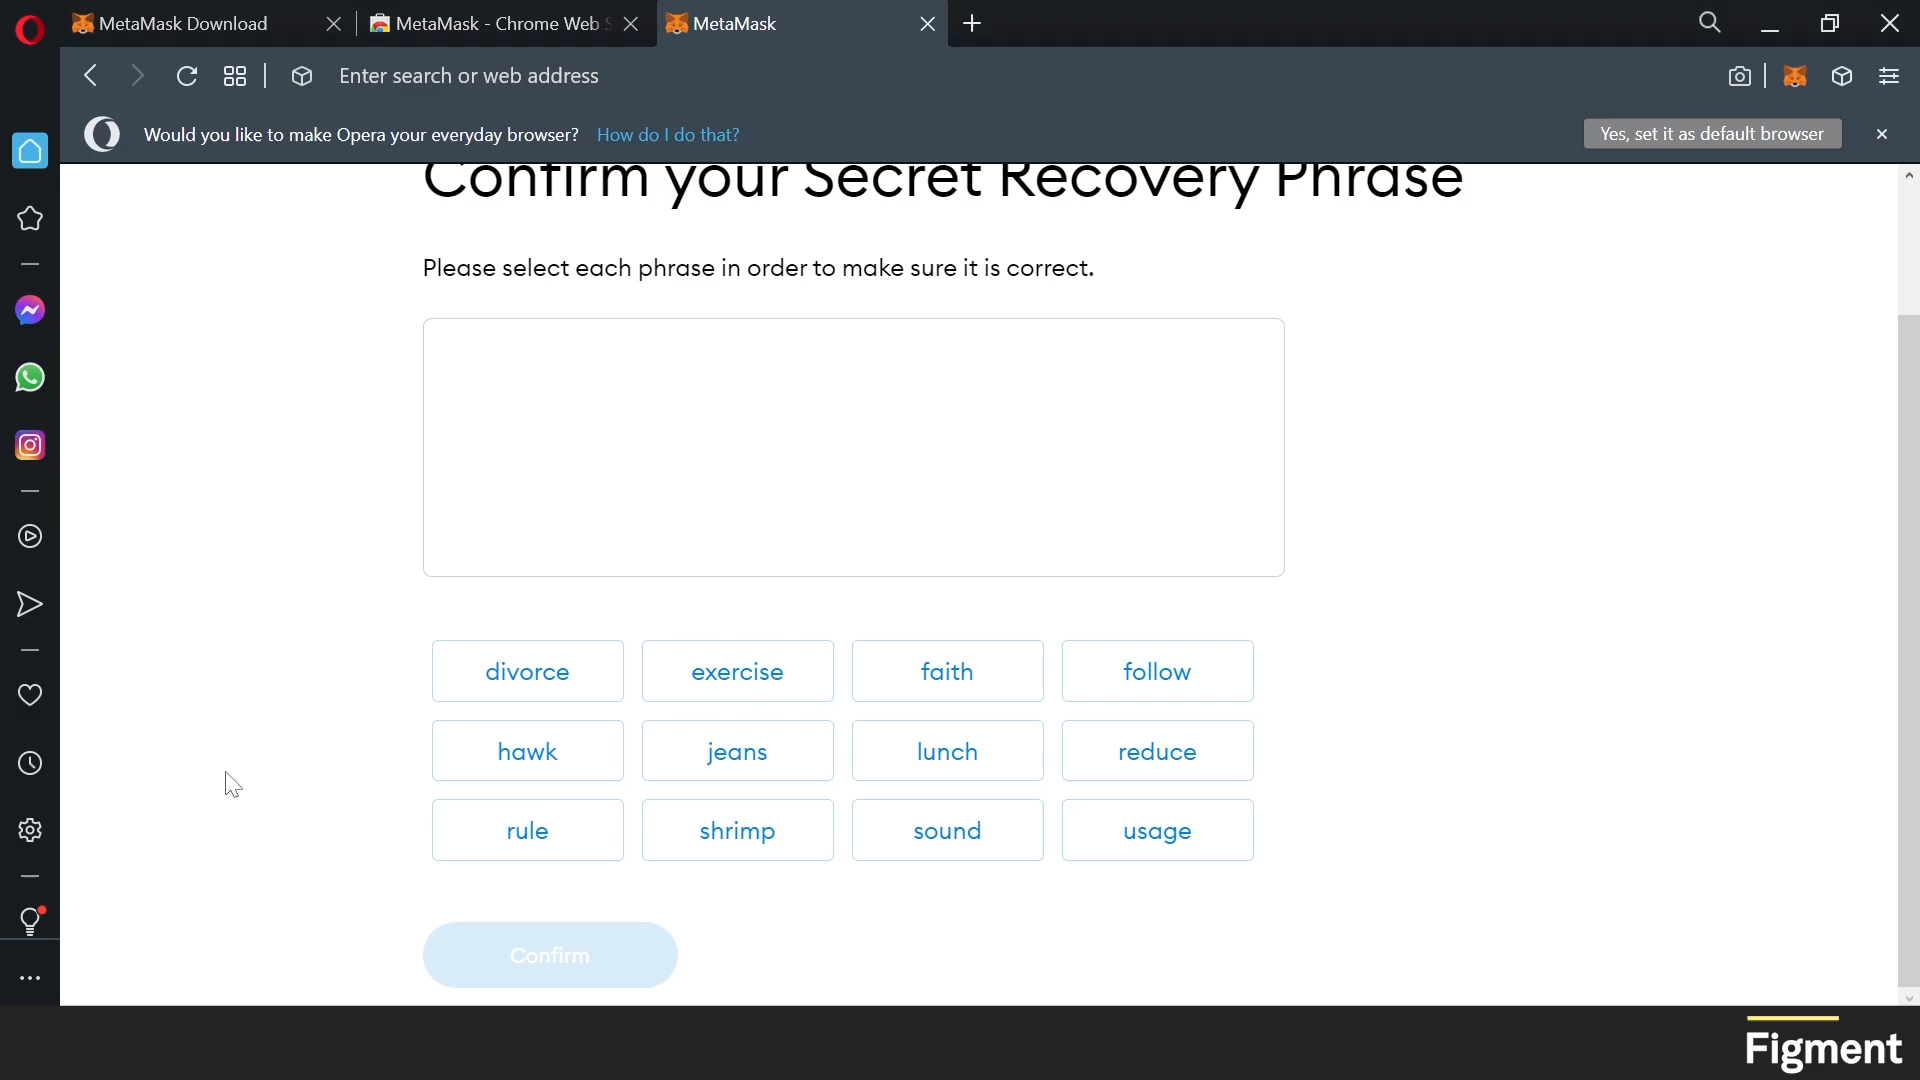 MetaMask Download
MetaMask - Chrome Web S
MetaMask
Enter search or web address
Would you like to make Opera your everyday browser? How do I do that?
Yes, set it as default browser
Confirm your Secret Recovery Phrase
Please select each phrase in order to make sure it is correct.
divorce exercise faith follow
hawk jeans lunch reduce
rule shrimp sound usage
Confirm
Figment